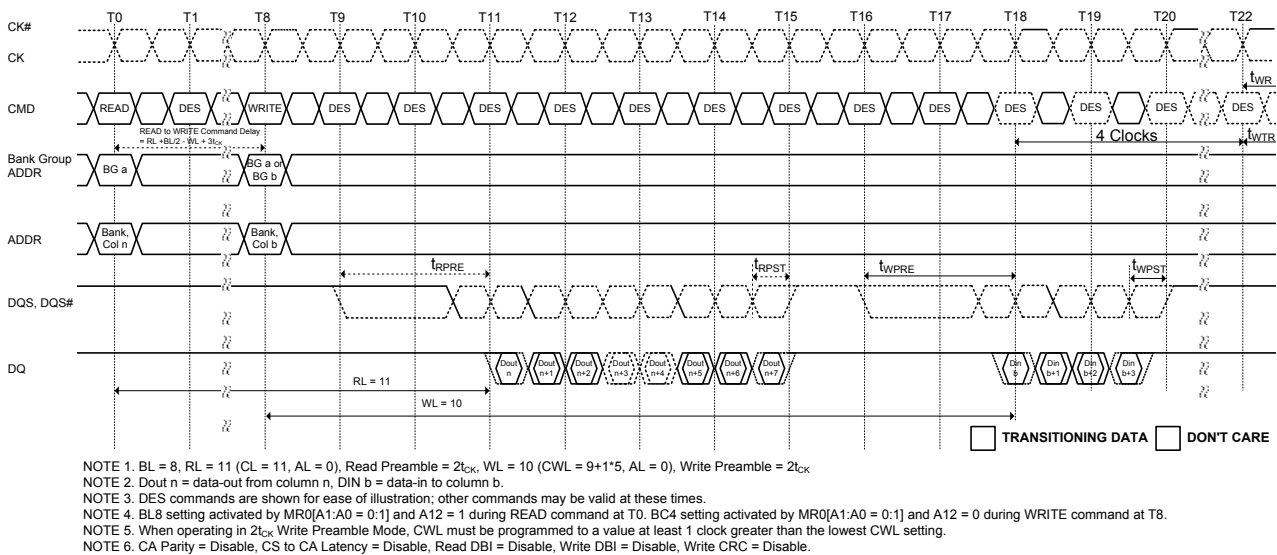 T0 T1 T8 T9 T10 T11 T12 T13 T14 T15 T16 T17 T18 T19 T20 T22
CK#
CK
tWR
CMD READ DES WRITE DES DES DES DES DES DES DES DES DES DES DES DES DES
READ to WRITE Command Delay
= RL +BL/2 - WL + 3tCK
4 Clocks
tWTR
Bank Group
ADDR
BG a
BG a or
BG b
ADDR
Bank,
Col n
Bank,
Col b
tRPRE tRPST tWPRE tWPST
DQS, DQS#
DQ
Dout
n
Dout
n+1
Dout
n+2
Dout
n+3
Dout
n+4
Dout
n+5
Dout
n+6
Dout
n+7
Din
b
Din
b+1
Din
b+2
Din
b+3
RL = 11
WL = 10
TRANSITIONING DATA DON'T CARE
NOTE 1. BL = 8, RL = 11 (CL = 11, AL = 0), Read Preamble = 2tCK, WL = 10 (CWL = 9+1*5, AL = 0), Write Preamble = 2tCK
NOTE 2. Dout n = data-out from column n, DIN b = data-in to column b.
NOTE 3. DES commands are shown for ease of illustration; other commands may be valid at these times.
NOTE 4. BL8 setting activated by MR0[A1:A0 = 0:1] and A12 = 1 during READ command at T0. BC4 setting activated by MR0[A1:A0 = 0:1] and A12 = 0 during WRITE command at T8.
NOTE 5. When operating in 2tCK Write Preamble Mode, CWL must be programmed to a value at least 1 clock greater than the lowest CWL setting.
NOTE 6. CA Parity = Disable, CS to CA Latency = Disable, Read DBI = Disable, Write DBI = Disable, Write CRC = Disable.